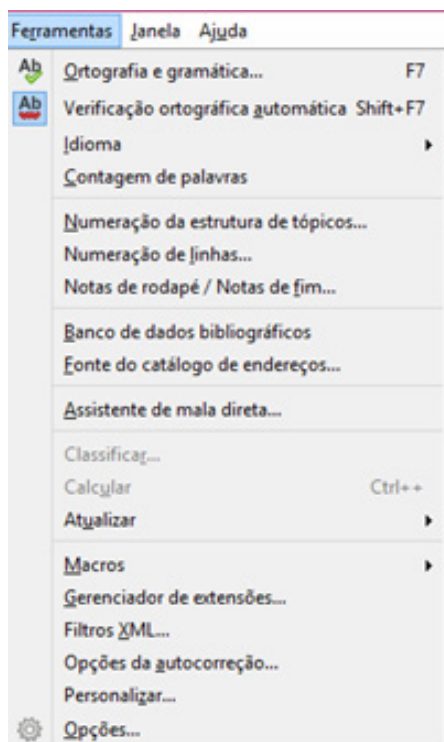 Ferramentas Janela Ajuda
Ab Ortografia e gramática... F7
Ab Verificação ortográfica automática Shift+F7
Idioma
Contagem de palavras
Numeração da estrutura de tópicos...
Numeração de linhas...
Notas de rodapé / Notas de fim...
Banco de dados bibliográficos
Fonte do catálogo de endereços...
Assistente de mala direta...
Classificar...
Calcular Ctrl++
Atualizar
Macros
Gerenciador de extensões...
Filtros XML...
Opções da autocorreção...
Personalizar...
Opções...